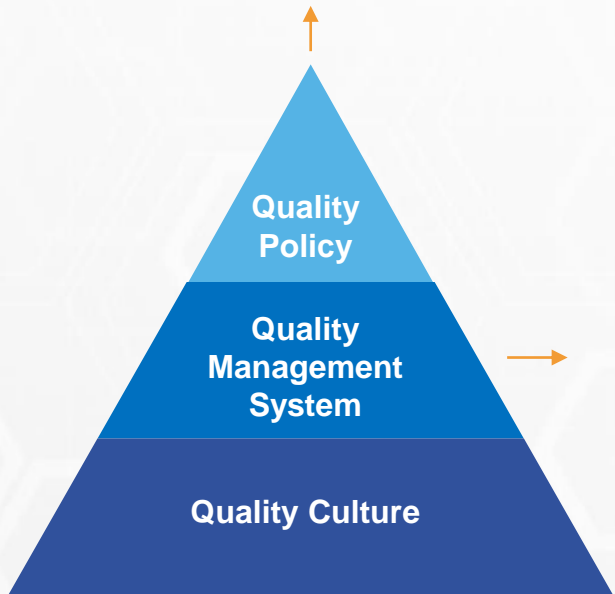 Quality
Policy
Quality
Management
System
Quality Culture